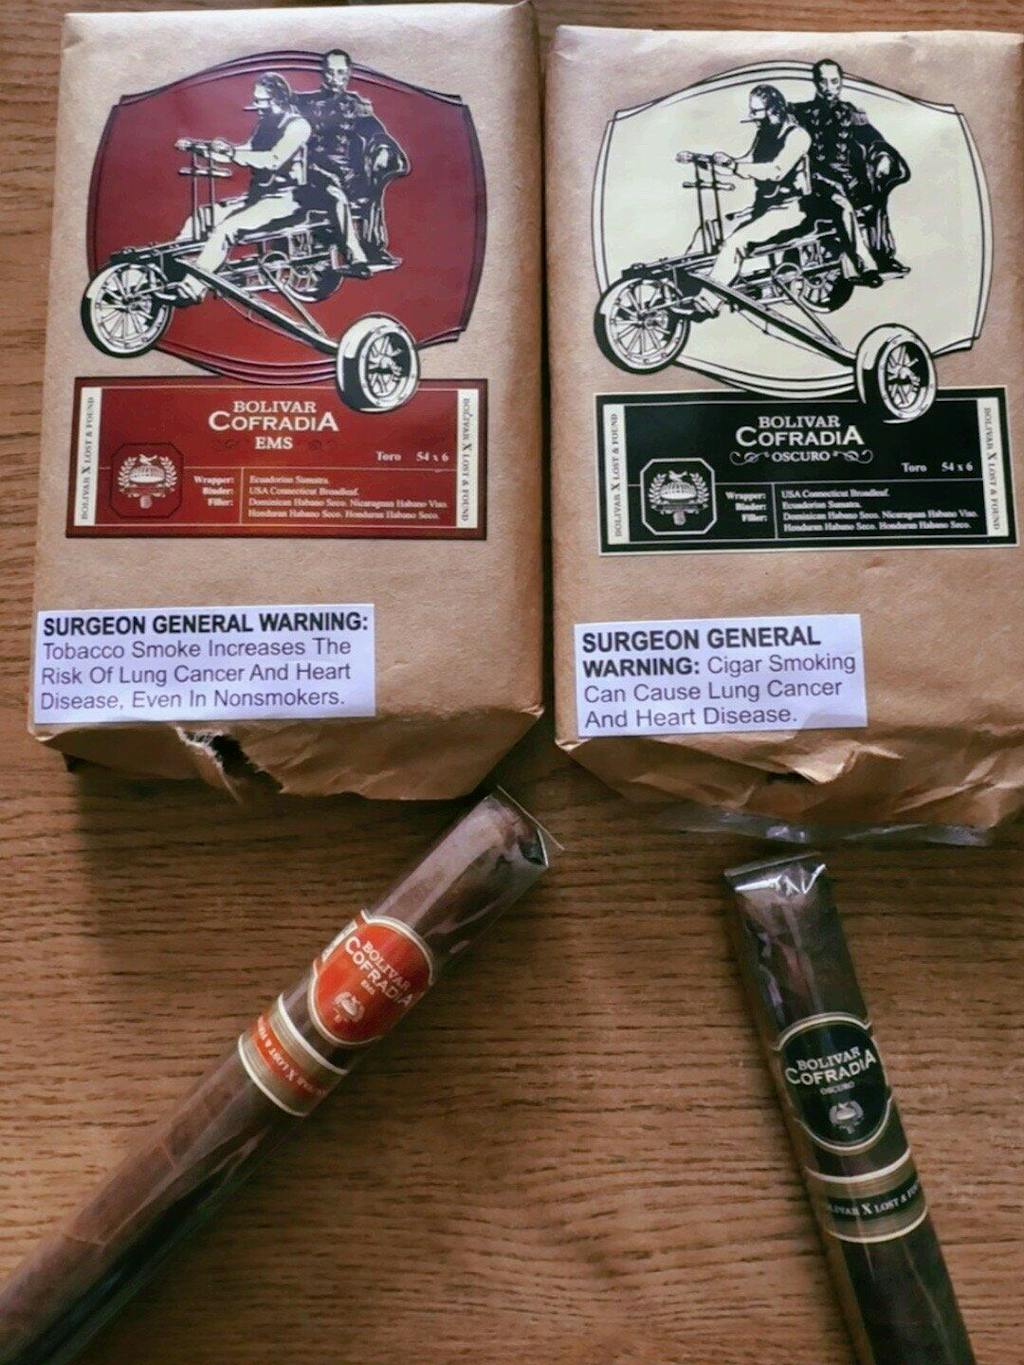 BOLIVAR
COFRADIA
EMS
Toro 54 x 6
BOLIVAR X LOST & FOUND
BOLIVAR X LOST & FOUND
Wrapper: Ecuadorian Sumatra.
Binder: USA Connecticut Broadleaf.
Filler: Dominican Habano Seco. Nicaraguan Habano Viso.
Honduran Habano Seco. Honduran Habano Seco.
SURGEON GENERAL WARNING:
Tobacco Smoke Increases The
Risk Of Lung Cancer And Heart
Disease, Even In Nonsmokers.
BOLIVAR
COFRADIA
OSCURO
Toro 54 x 6
BOLIVAR X LOST & FOUND
BOLIVAR X LOST & FOUND
Wrapper: USA Connecticut Broadleaf.
Binder: Ecuadorian Sumatra.
Filler: Dominican Habano Seco. Nicaraguan Habano Viso.
Honduran Habano Seco. Honduran Habano Seco.
SURGEON GENERAL
WARNING: Cigar Smoking
Can Cause Lung Cancer
And Heart Disease.
BOLIVAR
COFRADIA
EMS
X LOST &
BOLIVAR
COFRADIA
OSCURO
X LOST &